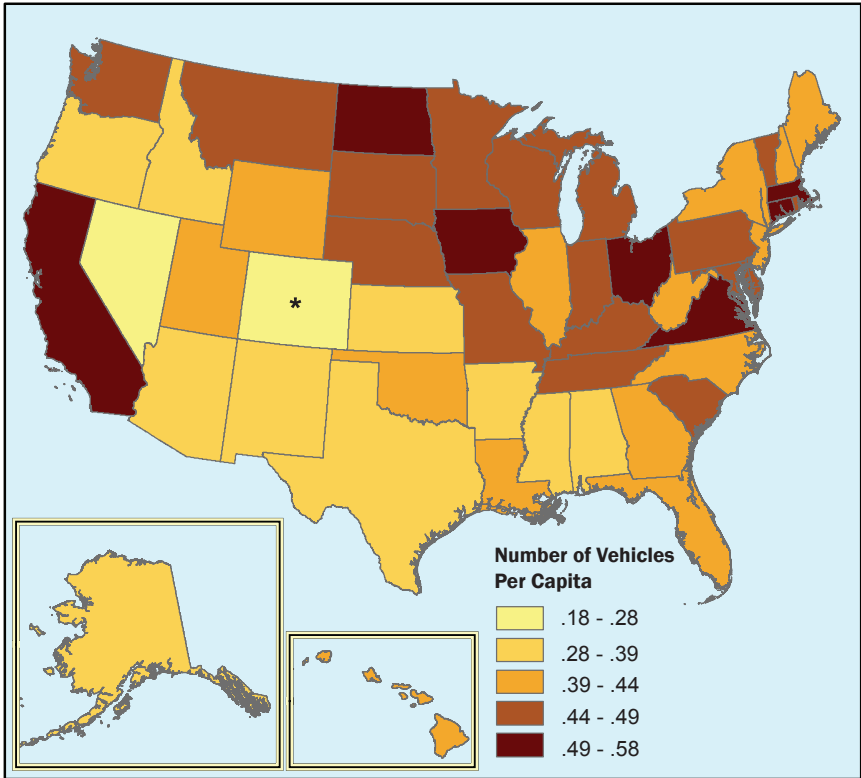 *
Number of Vehicles
Per Capita
.18 - .28
.28 - .39
.39 - .44
.44 - .49
.49 - .58